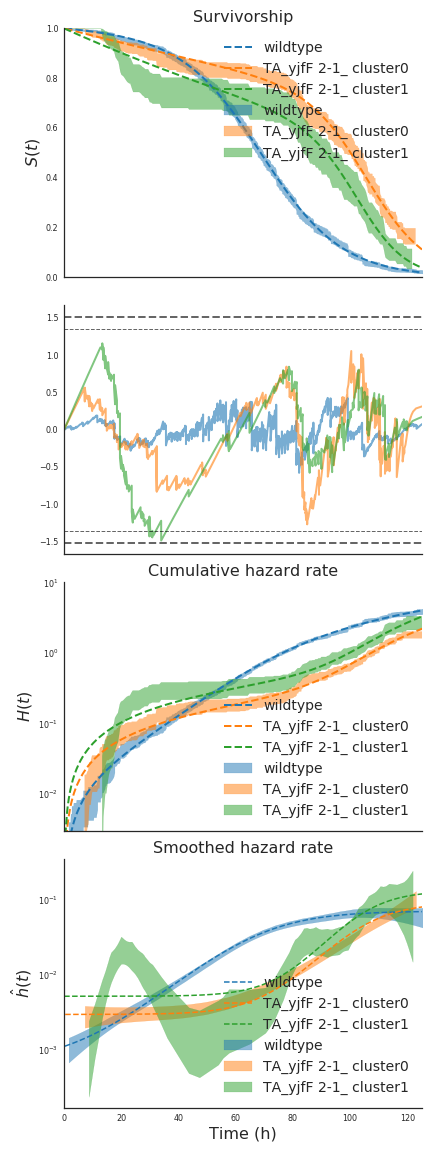 Survivorship
1.0
0.8
0.6
0.4
0.2
0.0
S(t)
wildtype
TA_yjfF 2-1_ cluster0
TA_yjfF 2-1_ cluster1
wildtype
TA_yjfF 2-1_ cluster0
TA_yjfF 2-1_ cluster1
1.5
1.0
0.5
0.0
−0.5
−1.0
−1.5
Cumulative hazard rate
10¹
10⁰
10⁻¹
10⁻²
H(t)
wildtype
TA_yjfF 2-1_ cluster0
TA_yjfF 2-1_ cluster1
wildtype
TA_yjfF 2-1_ cluster0
TA_yjfF 2-1_ cluster1
Smoothed hazard rate
10⁻¹
10⁻²
10⁻³
ĥ(t)
wildtype
TA_yjfF 2-1_ cluster0
TA_yjfF 2-1_ cluster1
wildtype
TA_yjfF 2-1_ cluster0
TA_yjfF 2-1_ cluster1
0 20 40 60 80 100 120
Time (h)